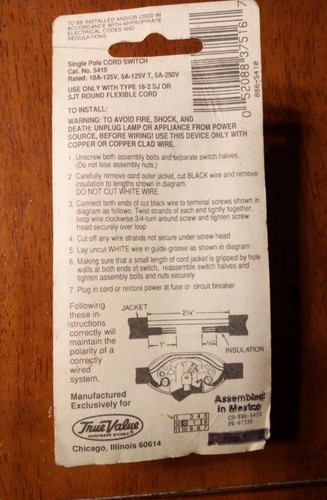 TO BE INSTALLED AND/OR USED
IN ACCORDANCE WITH APPROPRIATE
ELECTRICAL CODES AND
REGULATIONS.
Single Pole CORD SWITCH
Cat. No. 5410
Rated: 10A-125V, 5A-125V T, 5A-250V
USE ONLY WITH TYPE 18-2 SJ OR
SJT ROUND FLEXIBLE CORD
0 52088 37516 7
886-5410
TO INSTALL:
WARNING: TO AVOID FIRE, SHOCK, AND
DEATH: UNPLUG LAMP OR APPLIANCE FROM POWER
SOURCE, BEFORE WIRING! USE THIS DEVICE ONLY WITH
COPPER OR COPPER CLAD WIRE.
1. Unscrew both assembly bolts and separate switch halves.
(Do not lose assembly nuts.)
2. Carefully remove cord outer jacket, cut BLACK wire and remove
insulation to lengths shown in diagram.
DO NOT CUT WHITE WIRE.
3. Connect both ends of cut black wire to terminal screws shown in
diagram as follows: Twist strands of each end tightly together,
loop wire clockwise 3/4-turn around screw and tighten screw
head securely over loop
4. Cut off any wire strands not secure under screw head
5. Lay uncut WHITE wire in guide-groove as shown in diagram
6. Making sure that a small length of cord jacket is gripped by hole
walls at both ends of switch, reassemble switch halves and
tighten assembly bolts and nuts securely
7. Plug in cord or restore power at fuse or circuit breaker
Following
these in-
structions
correctly will
maintain the
polarity of a
correctly
wired
system.
JACKET
2¼"
1"
INSULATION
Manufactured
Exclusively for
True Value
HARDWARE STORES
Chicago, Illinois 60614
Assembled
in Mexico